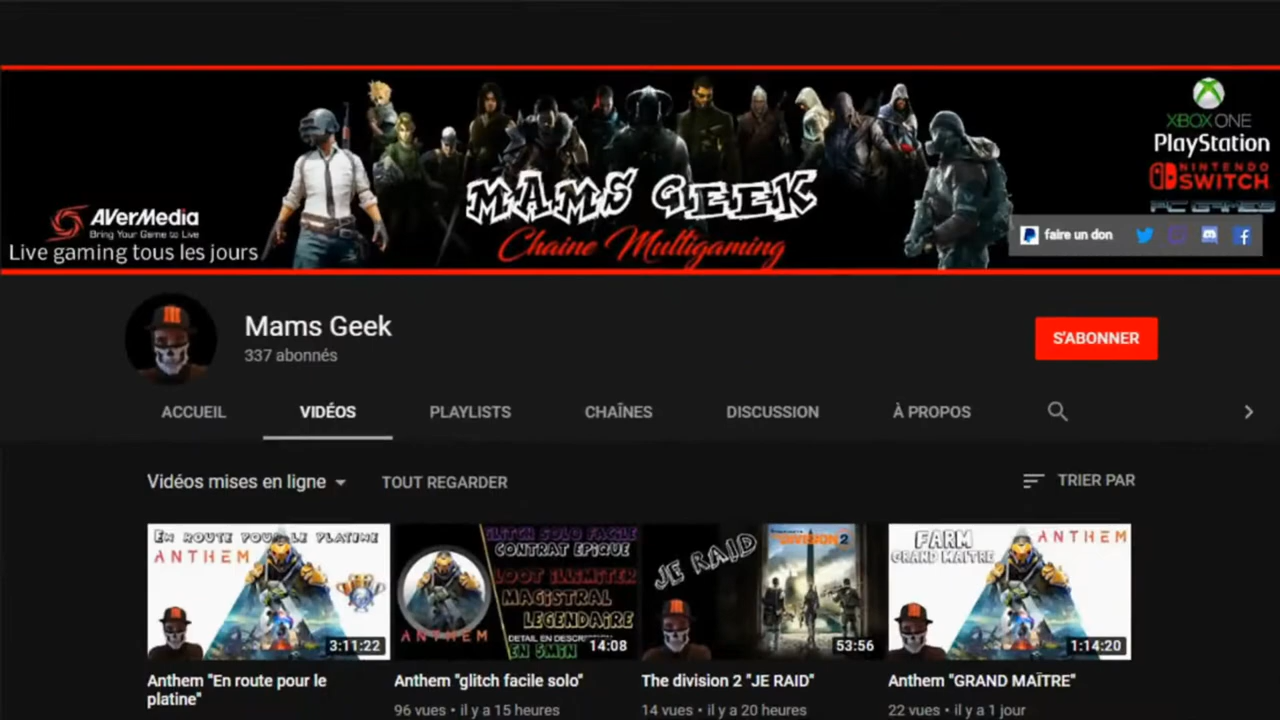 XBOX ONE
PlayStation
NINTENDO
SWITCH
PC GAMES
MAMS GEEK
Chaine Multigaming
AVerMedia
Bring Your Game to Live
Live gaming tous les jours
faire un don
Mams Geek
337 abonnés
S'ABONNER
ACCUEIL
VIDÉOS
PLAYLISTS
CHAÎNES
DISCUSSION
À PROPOS
Vidéos mises en ligne
TOUT REGARDER
TRIER PAR
EN ROUTE POUR LE PLATINE
ANTHEM
3:11:22
GLITCH SOLO FACILE
CONTRAT EPIQUE
LOOT ILLIMITER
MAGISTRAL
LEGENDAIRE
DETAIL EN
EN 5MIN
ANTHEM
14:08
JE RAID
DIVISION 2
53:56
FARM
GRAND MAÎTRE
ANTHEM
1:14:20
Anthem "En route pour le
platine"
Anthem "glitch facile solo"
96 vues • il y a 15 heures
The division 2 "JE RAID"
14 vues • il y a 20 heures
Anthem "GRAND MAÎTRE"
22 vues • il y a 1 jour